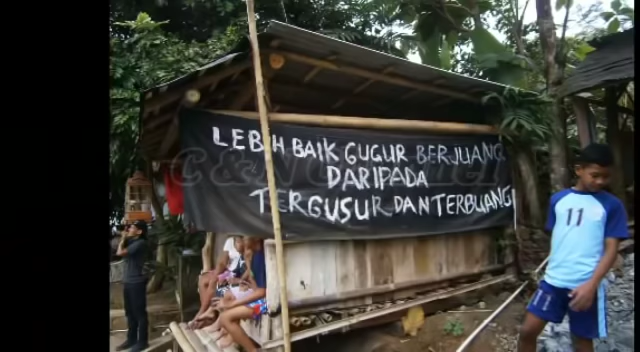 LEBIH BAIK GUGUR BERJUANG
DARIPADA
TERGUSUR DAN TERBUANG!
11